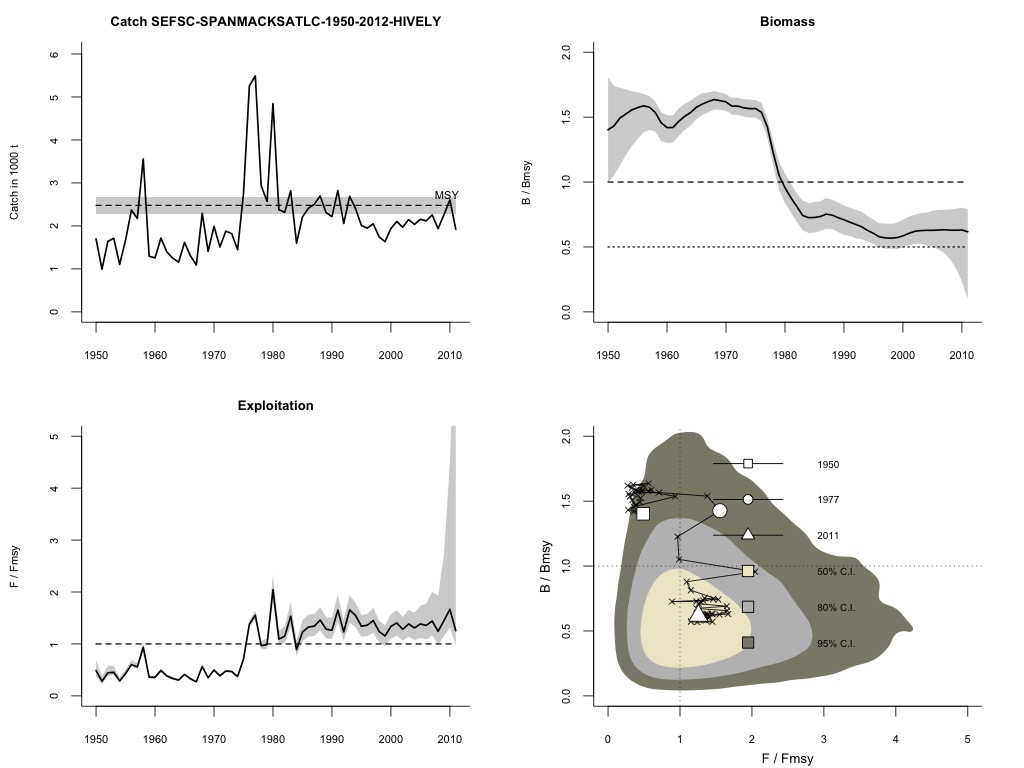 Catch SEFSC-SPANMACKSATLC-1950-2012-HIVELY
Catch in 1000 t
0 1 2 3 4 5 6
MSY
1950 1960 1970 1980 1990 2000 2010
Biomass
B / Bmsy
0.0 0.5 1.0 1.5 2.0
1950 1960 1970 1980 1990 2000 2010
Exploitation
F / Fmsy
0 1 2 3 4 5
1950 1960 1970 1980 1990 2000 2010
B / Bmsy
0.0 0.5 1.0 1.5 2.0
1950
1977
2011
50% C.I.
80% C.I.
95% C.I.
0 1 2 3 4 5
F / Fmsy